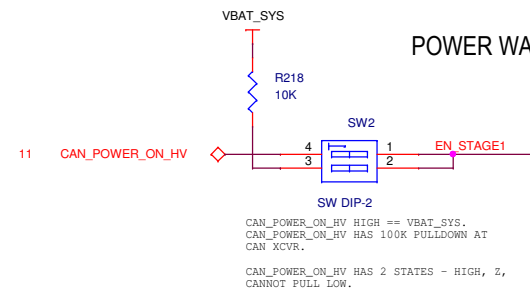 VBAT_SYS
POWER WA
R218
10K
SW2
11 CAN_POWER_ON_HV
4 1 EN_STAGE1
3 2
SW DIP-2
CAN_POWER_ON_HV HIGH == VBAT_SYS.
CAN_POWER_ON_HV HAS 100K PULLDOWN AT
CAN XCVR.
CAN_POWER_ON_HV HAS 2 STATES - HIGH, Z,
CANNOT PULL LOW.